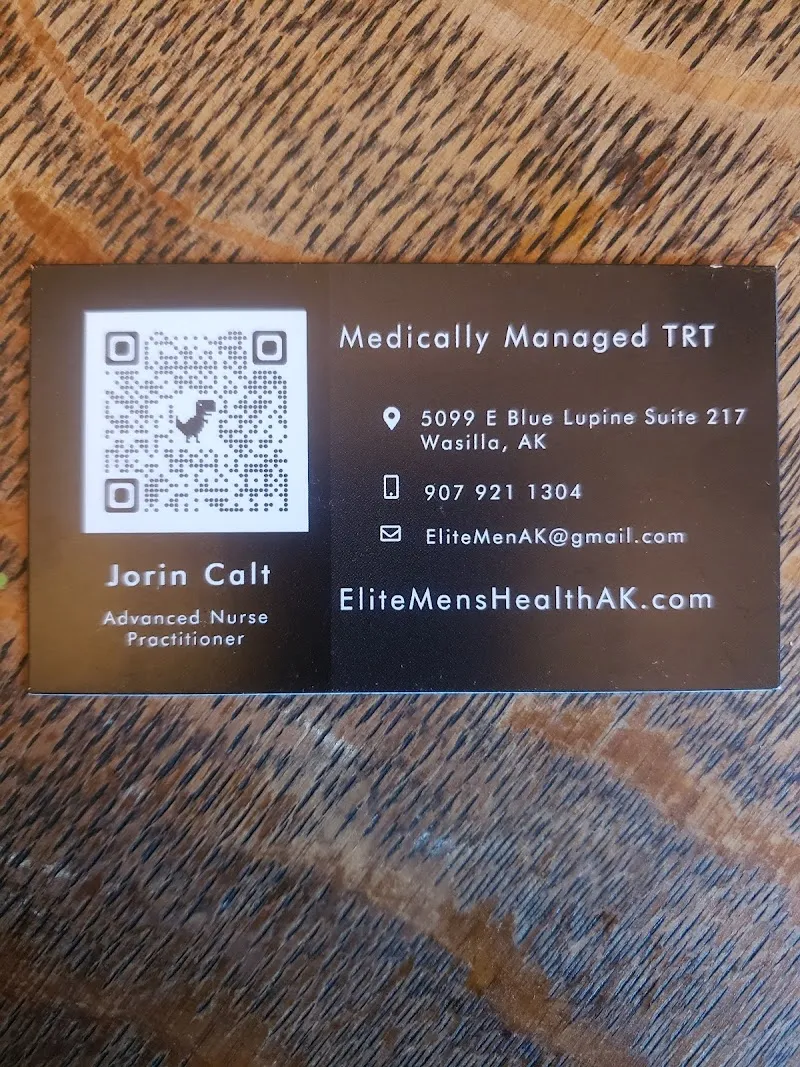 Jorin Calt
Advanced Nurse
Practitioner
Medically Managed TRT
5099 E Blue Lupine Suite 217
Wasilla, AK
907 921 1304
EliteMenAK@gmail.com
EliteMensHealthAK.com